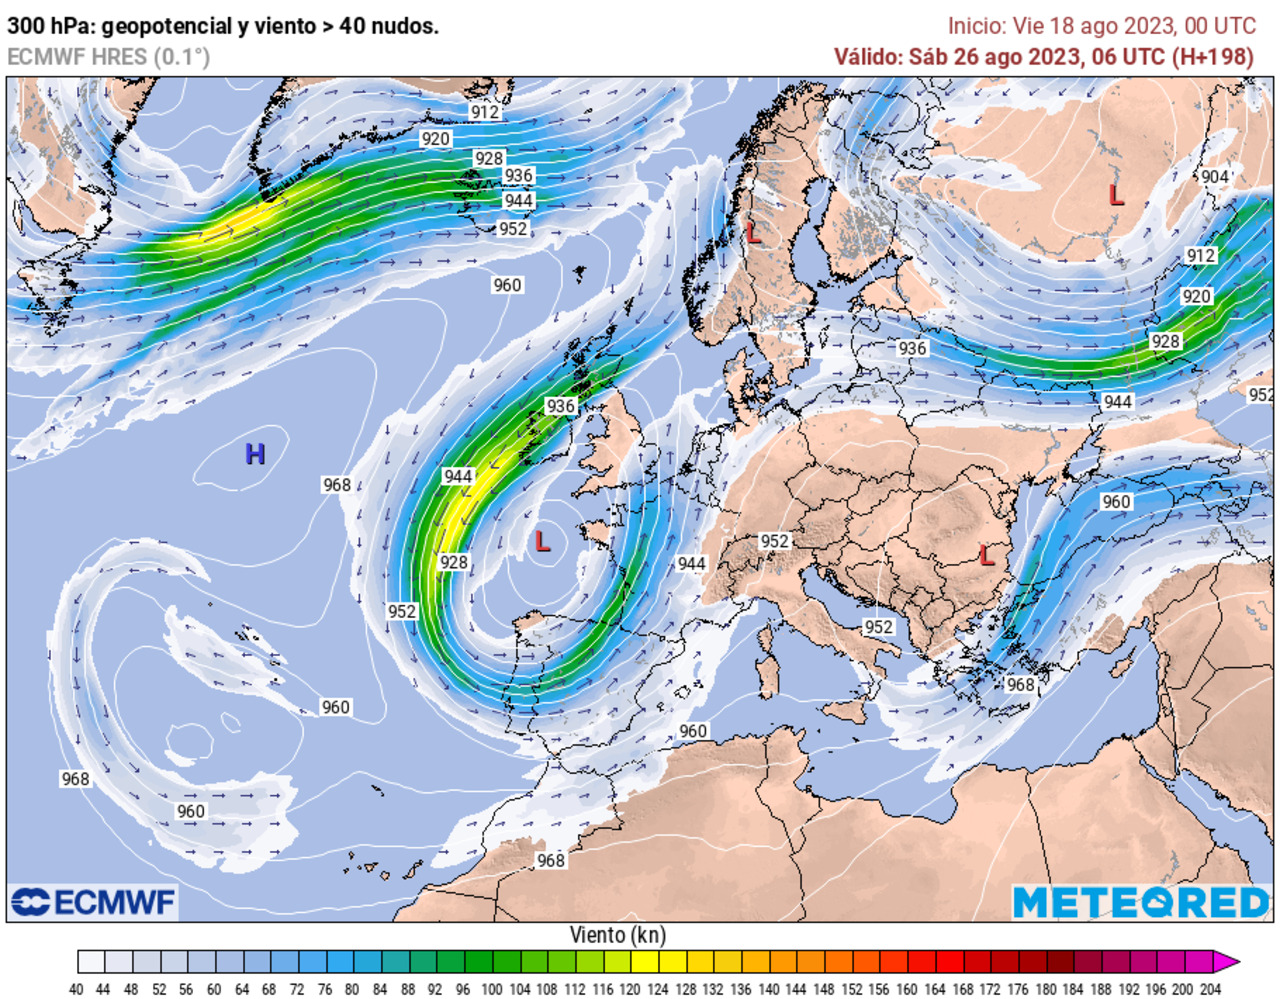 300 hPa: geopotencial y viento > 40 nudos.
Inicio: Vie 18 ago 2023, 00 UTC
ECMWF HRES (0.1°)
Válido: Sáb 26 ago 2023, 06 UTC (H+198)
912
920
928
936
944
952
904
L
L
912
960
920
928
936
944
952
936
H
944
968
960
L
952
L
928
944
952
952
968
960
960
968
960
968
ECMWF
METEORED
Viento (kn)
40 44 48 52 56 60 64 68 72 76 80 84 88 92 96 100 104 108 112 116 120 124 128 132 136 140 144 148 152 156 160 164 168 172 176 180 184 188 192 196 200 204